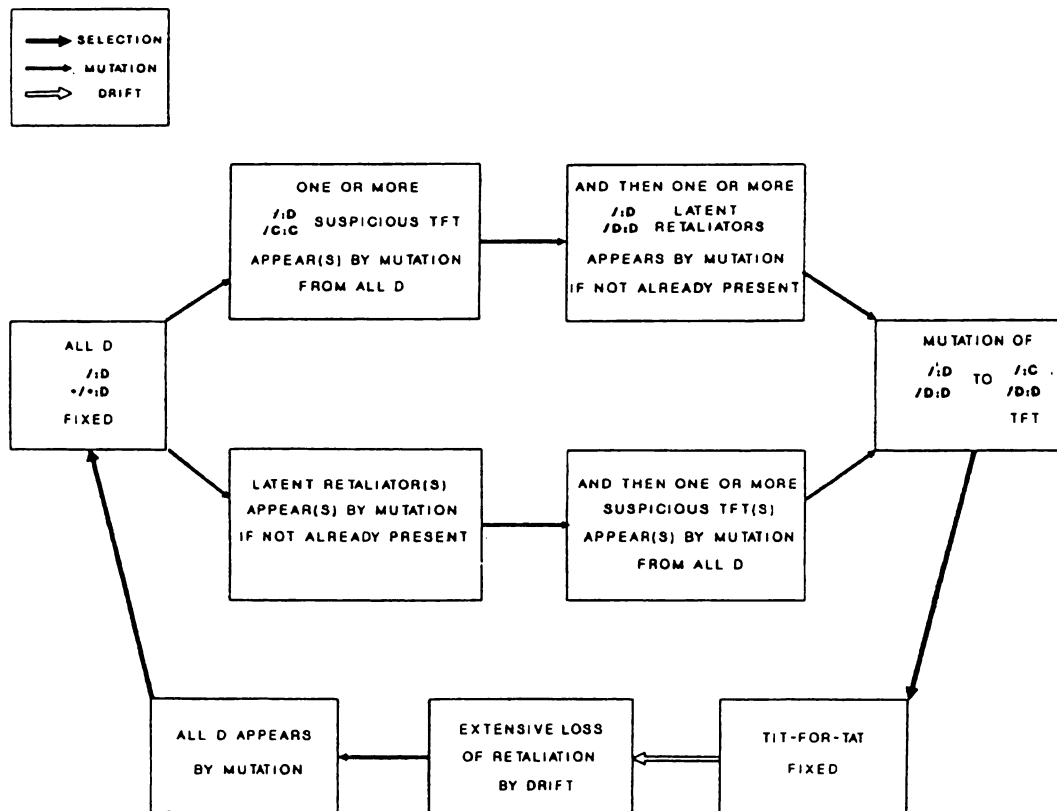 SELECTION
MUTATION
DRIFT
ONE OR MORE
/:D
/C:C SUSPICIOUS TFT
APPEAR(S) BY MUTATION
FROM ALL D
AND THEN ONE OR MORE
/:D LATENT
/D:D RETALIATORS
APPEARS BY MUTATION
IF NOT ALREADY PRESENT
ALL D
/:D
*/*:D
FIXED
MUTATION OF
/:D TO /:C
/D:D /D:D
TFT
LATENT RETALIATOR(S)
APPEAR(S) BY MUTATION
IF NOT ALREADY PRESENT
AND THEN ONE OR MORE
SUSPICIOUS TFT(S)
APPEAR(S) BY MUTATION
FROM ALL D
ALL D APPEARS
BY MUTATION
EXTENSIVE LOSS
OF RETALIATION
BY DRIFT
TIT-FOR-TAT
FIXED